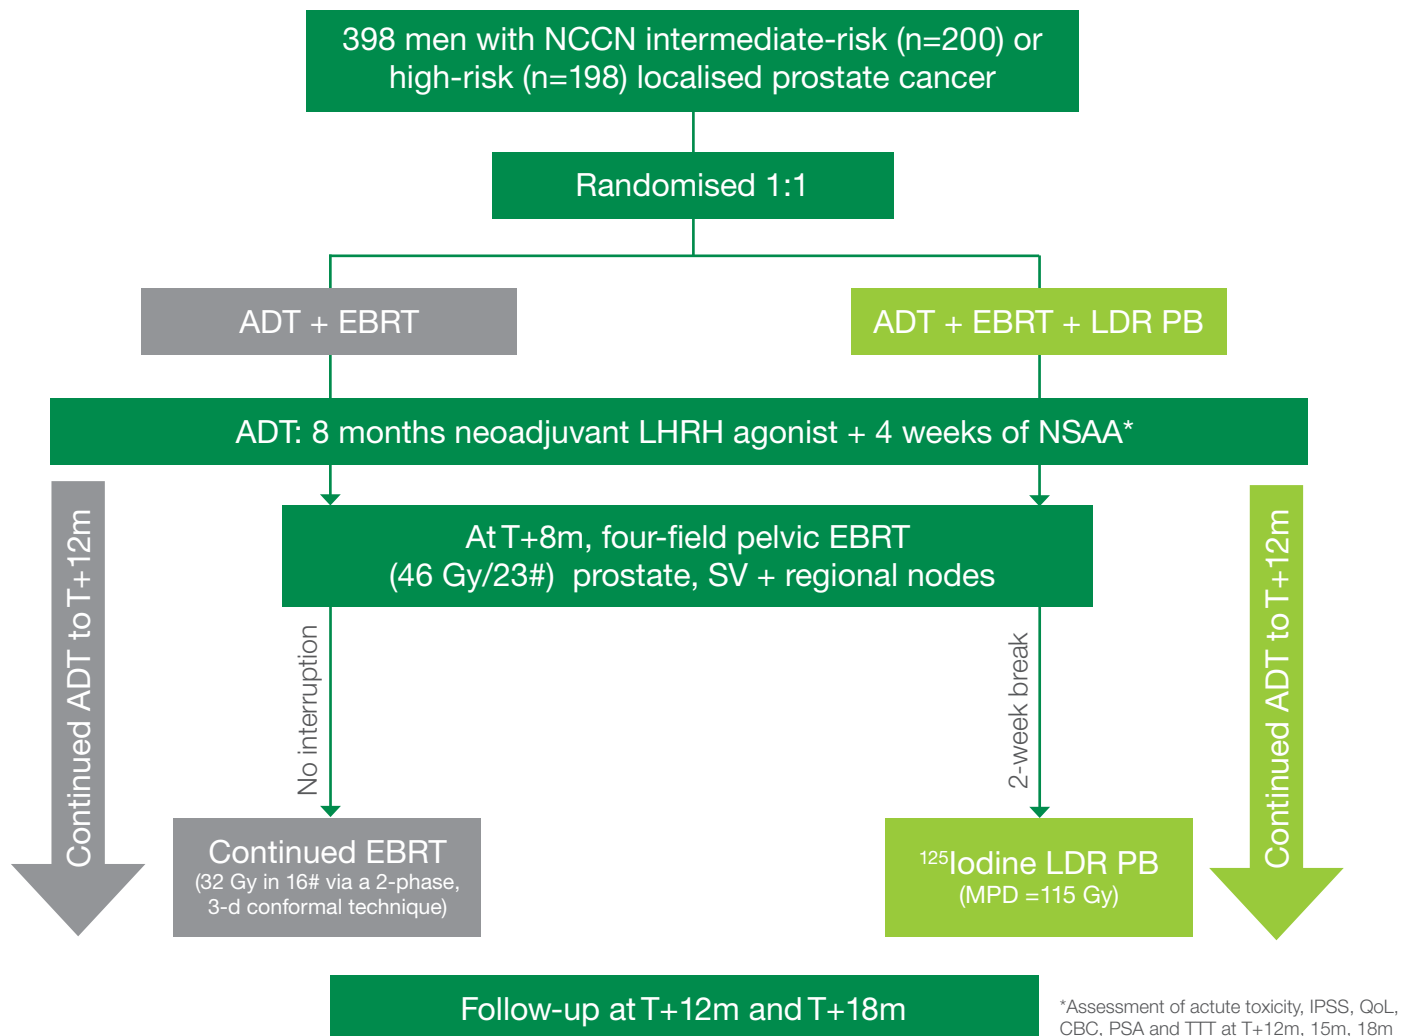 398 men with NCCN intermediate-risk (n=200) or
high-risk (n=198) localised prostate cancer
Randomised 1:1
ADT + EBRT
ADT + EBRT + LDR PB
ADT: 8 months neoadjuvant LHRH agonist + 4 weeks of NSAA*
At T+8m, four-field pelvic EBRT
(46 Gy/23#) prostate, SV + regional nodes
Continued ADT to T+12m
No interruption
2-week break
Continued ADT to T+12m
Continued EBRT
(32 Gy in 16# via a 2-phase,
3-d conformal technique)
¹²⁵Iodine LDR PB
(MPD =115 Gy)
Follow-up at T+12m and T+18m
*Assessment of actute toxicity, IPSS, QoL,
CBC, PSA and TTT at T+12m, 15m, 18m